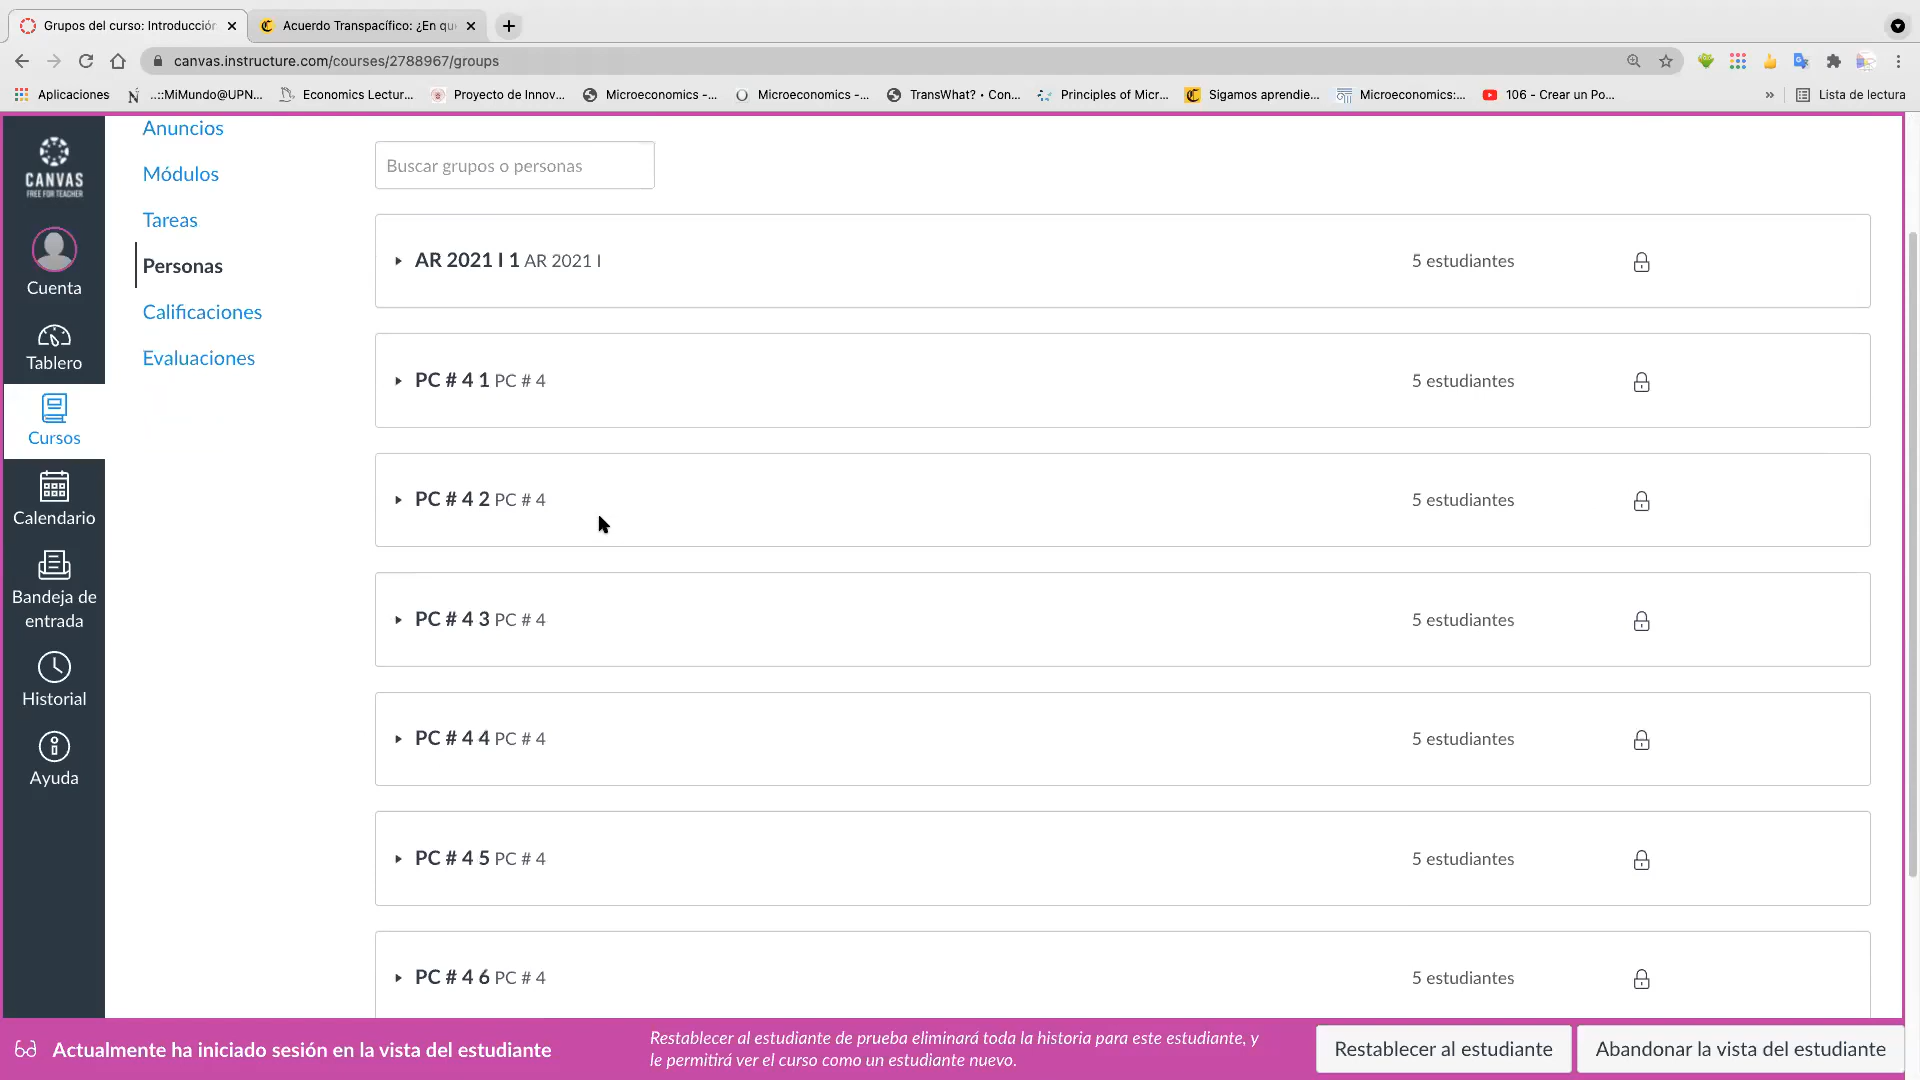 Grupos del curso: Introducción
Acuerdo Transpacífico: ¿En qu
canvas.instructure.com/courses/2788967/groups
Aplicaciones
..::MiMundo@UPN...
Economics Lectur...
Proyecto de Innov...
Microeconomics -...
Microeconomics -...
TransWhat? • Con...
Principles of Micr...
Sigamos aprendie...
Microeconomics:...
106 - Crear un Po...
»
Lista de lectura
CANVAS
FREE FOR TEACHER
Cuenta
Tablero
Cursos
Calendario
Bandeja de
entrada
Historial
Ayuda
Anuncios
Módulos
Tareas
Personas
Calificaciones
Evaluaciones
Buscar grupos o personas
AR 2021 I 1 AR 2021 I 5 estudiantes
PC # 4 1 PC # 4 5 estudiantes
PC # 4 2 PC # 4 5 estudiantes
PC # 4 3 PC # 4 5 estudiantes
PC # 4 4 PC # 4 5 estudiantes
PC # 4 5 PC # 4 5 estudiantes
PC # 4 6 PC # 4 5 estudiantes
Actualmente ha iniciado sesión en la vista del estudiante
Restablecer al estudiante de prueba eliminará toda la historia para este estudiante, y
le permitirá ver el curso como un estudiante nuevo.
Restablecer al estudiante
Abandonar la vista del estudiante